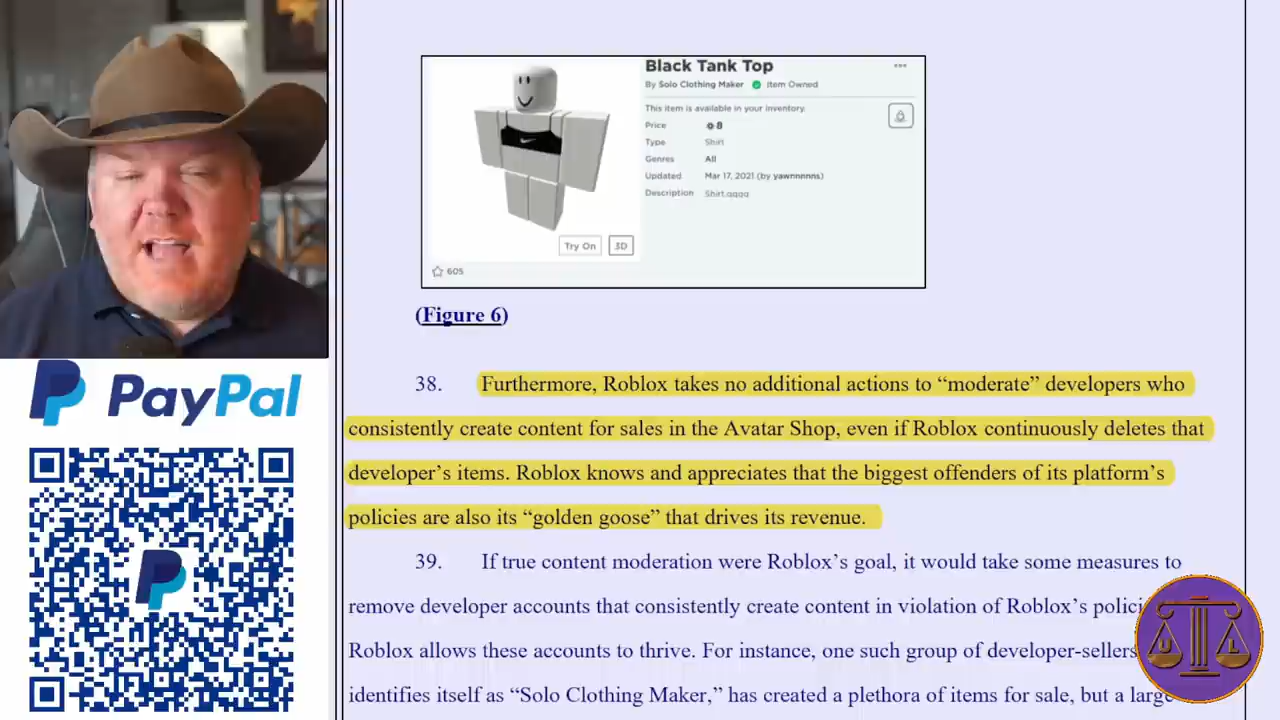 Black Tank Top
By Solo Clothing Maker Item Owned
This item is available in your inventory.
Price 8
Type Shirt
Genres All
Updated Mar 17, 2021 (by yawnnnnns)
Description Shirt.qqqq
Try On 3D
605
(Figure 6)
38. Furthermore, Roblox takes no additional actions to “moderate” developers who
consistently create content for sales in the Avatar Shop, even if Roblox continuously deletes that
developer’s items. Roblox knows and appreciates that the biggest offenders of its platform’s
policies are also its “golden goose” that drives its revenue.
39. If true content moderation were Roblox’s goal, it would take some measures to
remove developer accounts that consistently create content in violation of Roblox’s
Roblox allows these accounts to thrive. For instance, one such group of developer-sellers
identifies itself as “Solo Clothing Maker,” has created a plethora of items for sale, but a large
PayPal
U L